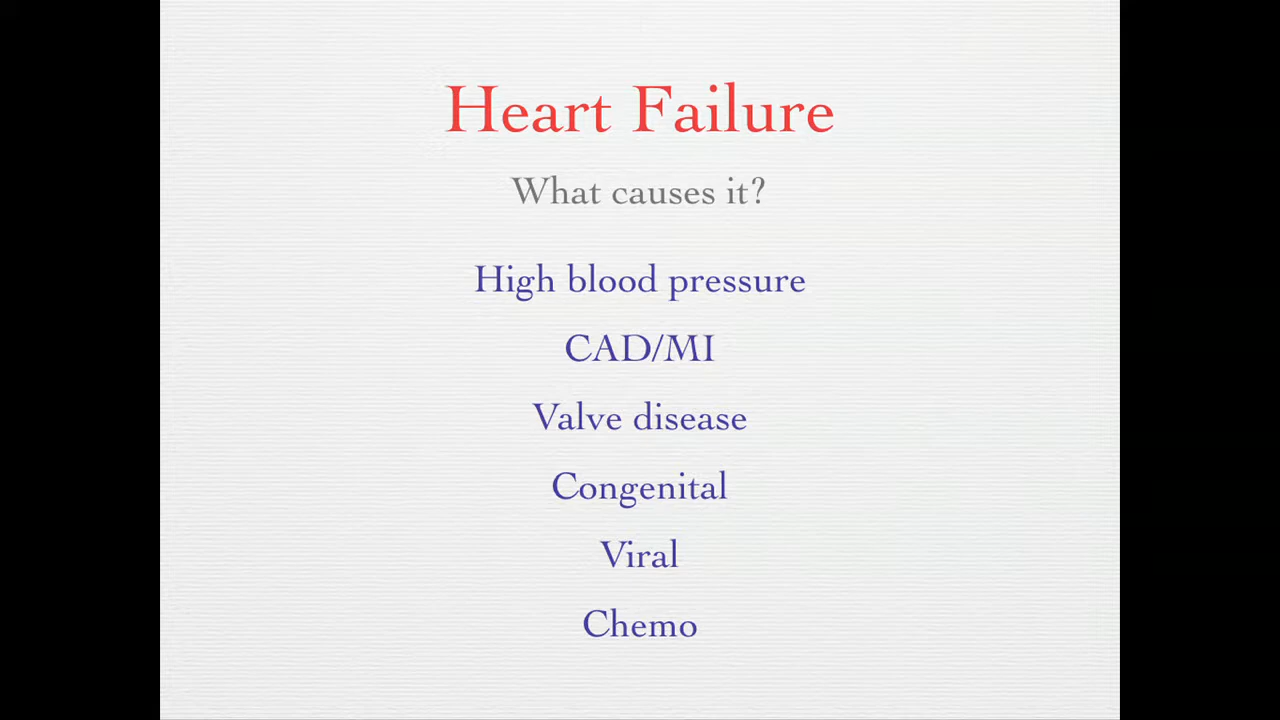 Heart Failure
What causes it?
High blood pressure
CAD/MI
Valve disease
Congenital
Viral
Chemo